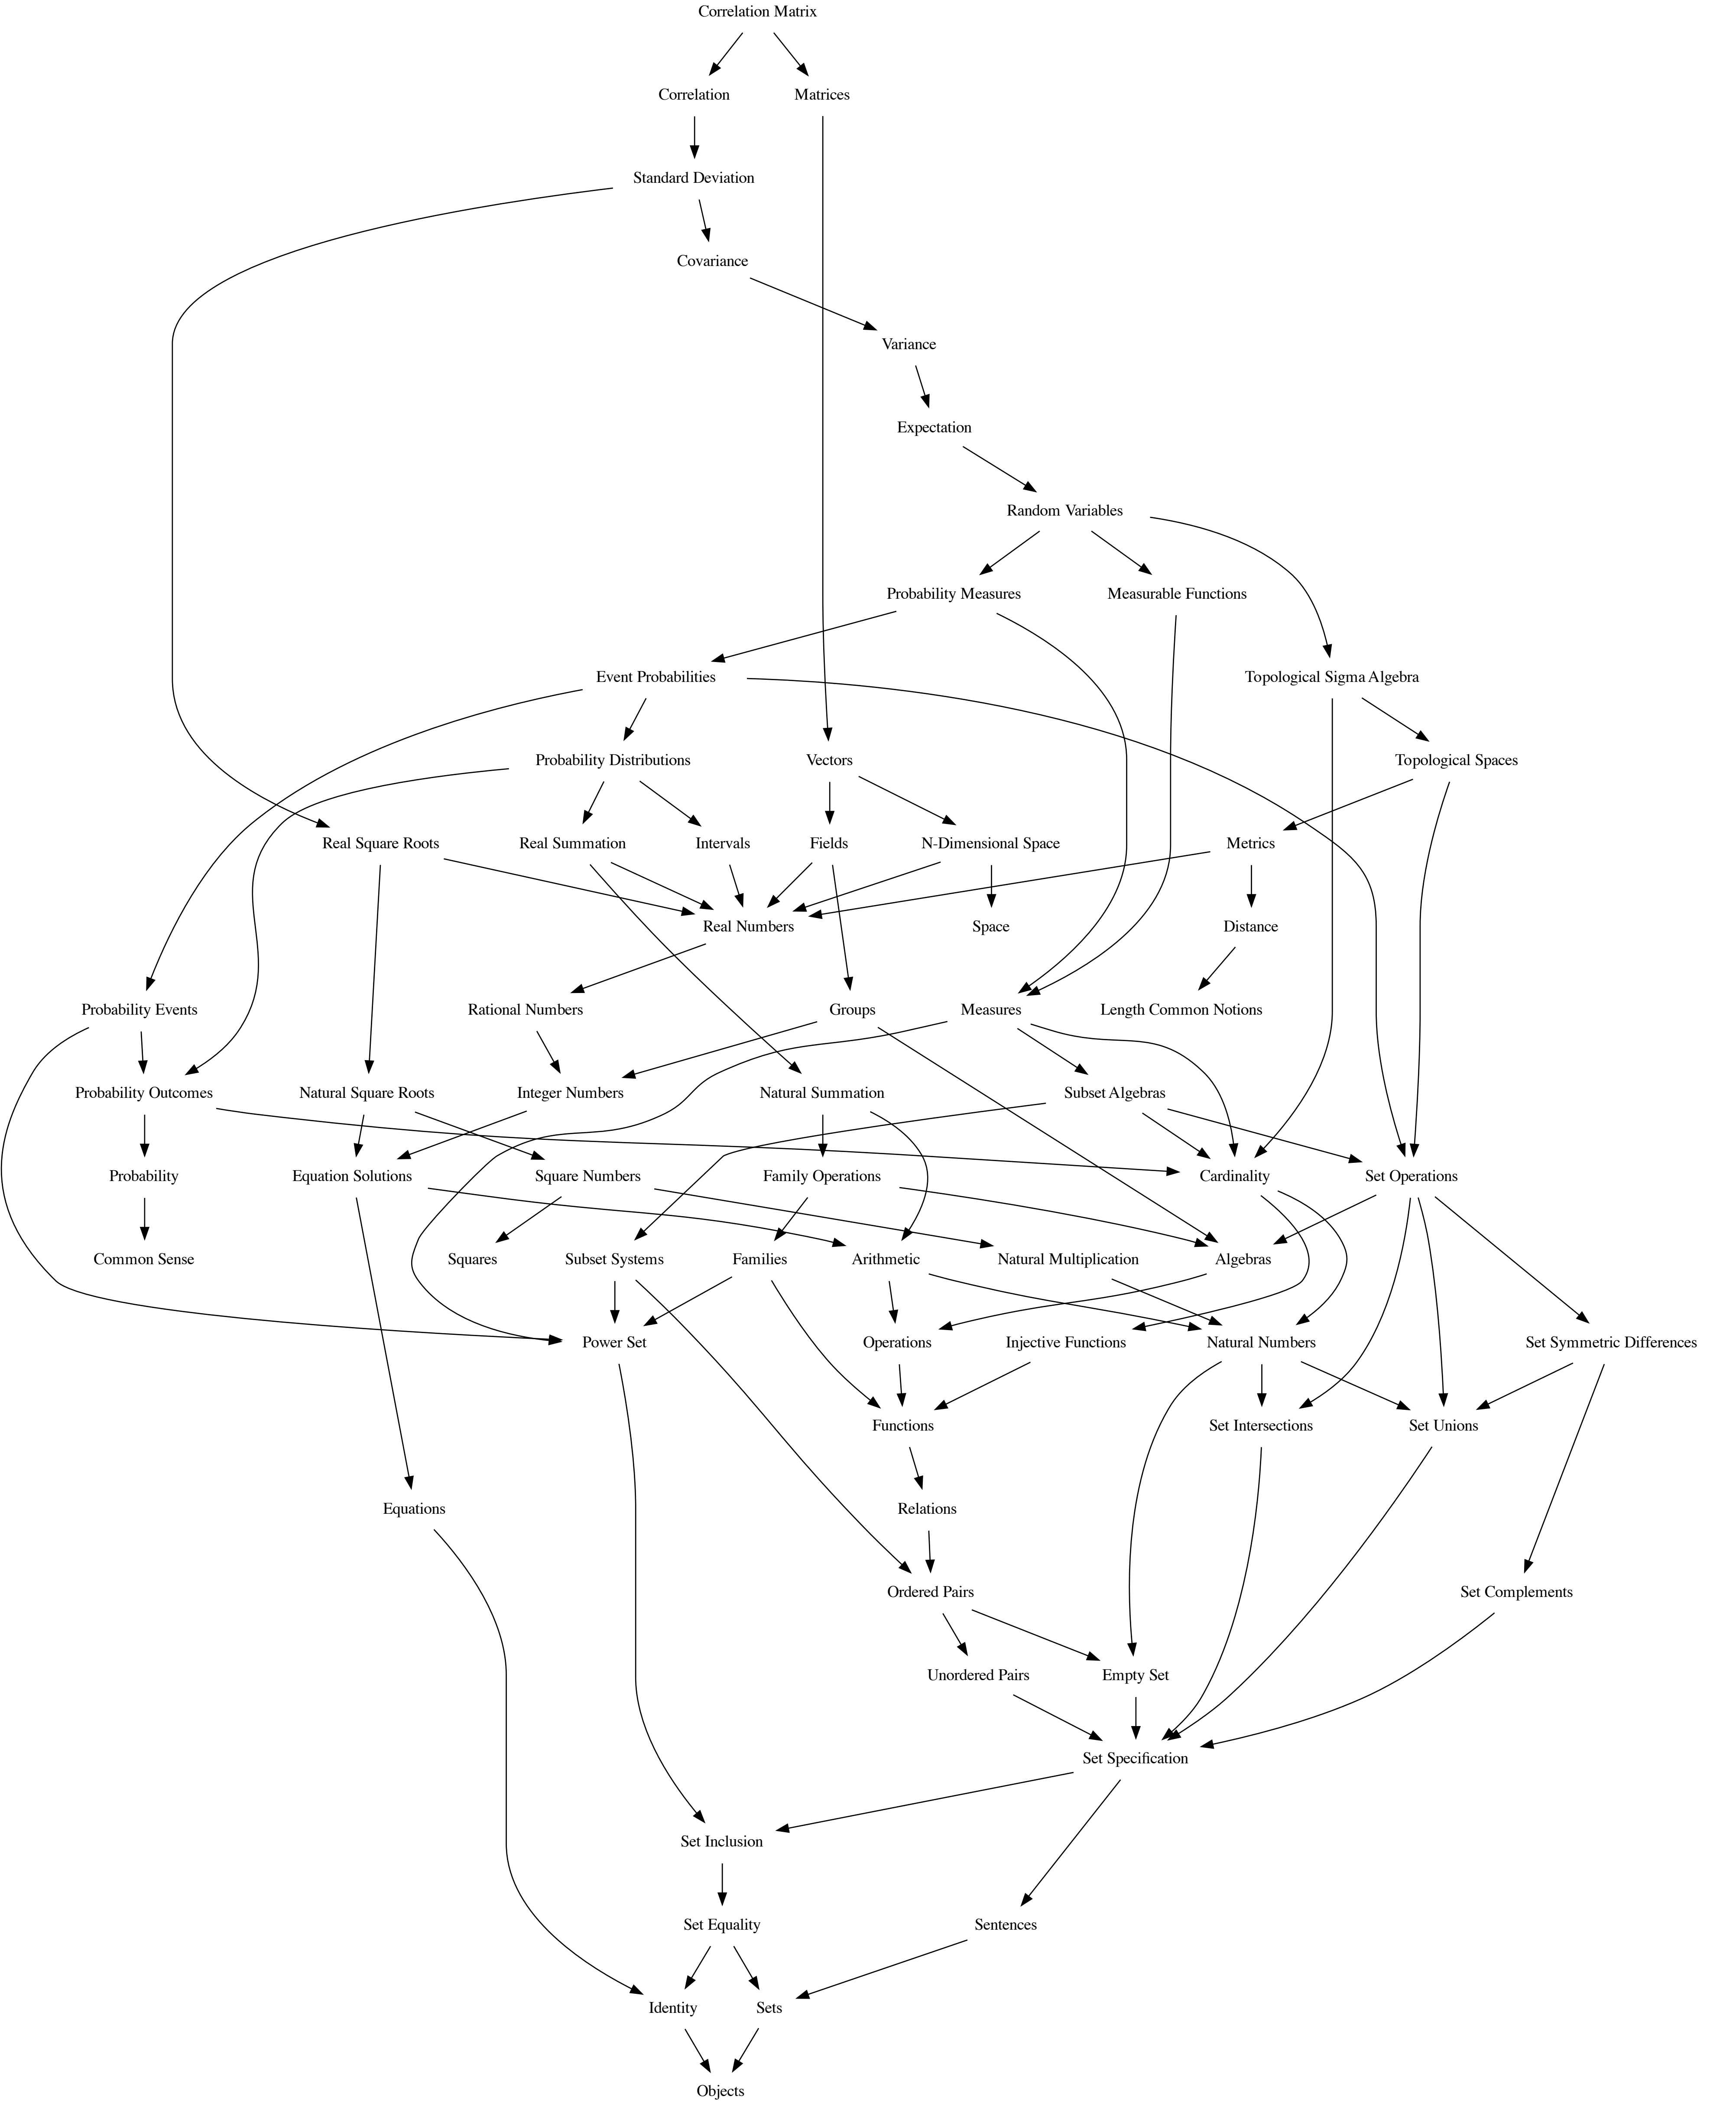 Correlation Matrix
Correlation
Matrices
Standard Deviation
Covariance
Variance
Expectation
Random Variables
Probability Measures
Measurable Functions
Event Probabilities
Topological Sigma Algebra
Probability Distributions
Vectors
Topological Spaces
Real Square Roots
Real Summation
Intervals
Fields
N-Dimensional Space
Metrics
Real Numbers
Space
Distance
Probability Events
Rational Numbers
Groups
Measures
Length Common Notions
Probability Outcomes
Natural Square Roots
Integer Numbers
Natural Summation
Subset Algebras
Probability
Equation Solutions
Square Numbers
Family Operations
Cardinality
Set Operations
Common Sense
Squares
Subset Systems
Families
Arithmetic
Natural Multiplication
Algebras
Power Set
Operations
Injective Functions
Natural Numbers
Set Symmetric Differences
Functions
Set Intersections
Set Unions
Equations
Relations
Ordered Pairs
Set Complements
Unordered Pairs
Empty Set
Set Specification
Set Inclusion
Set Equality
Sentences
Identity
Sets
Objects